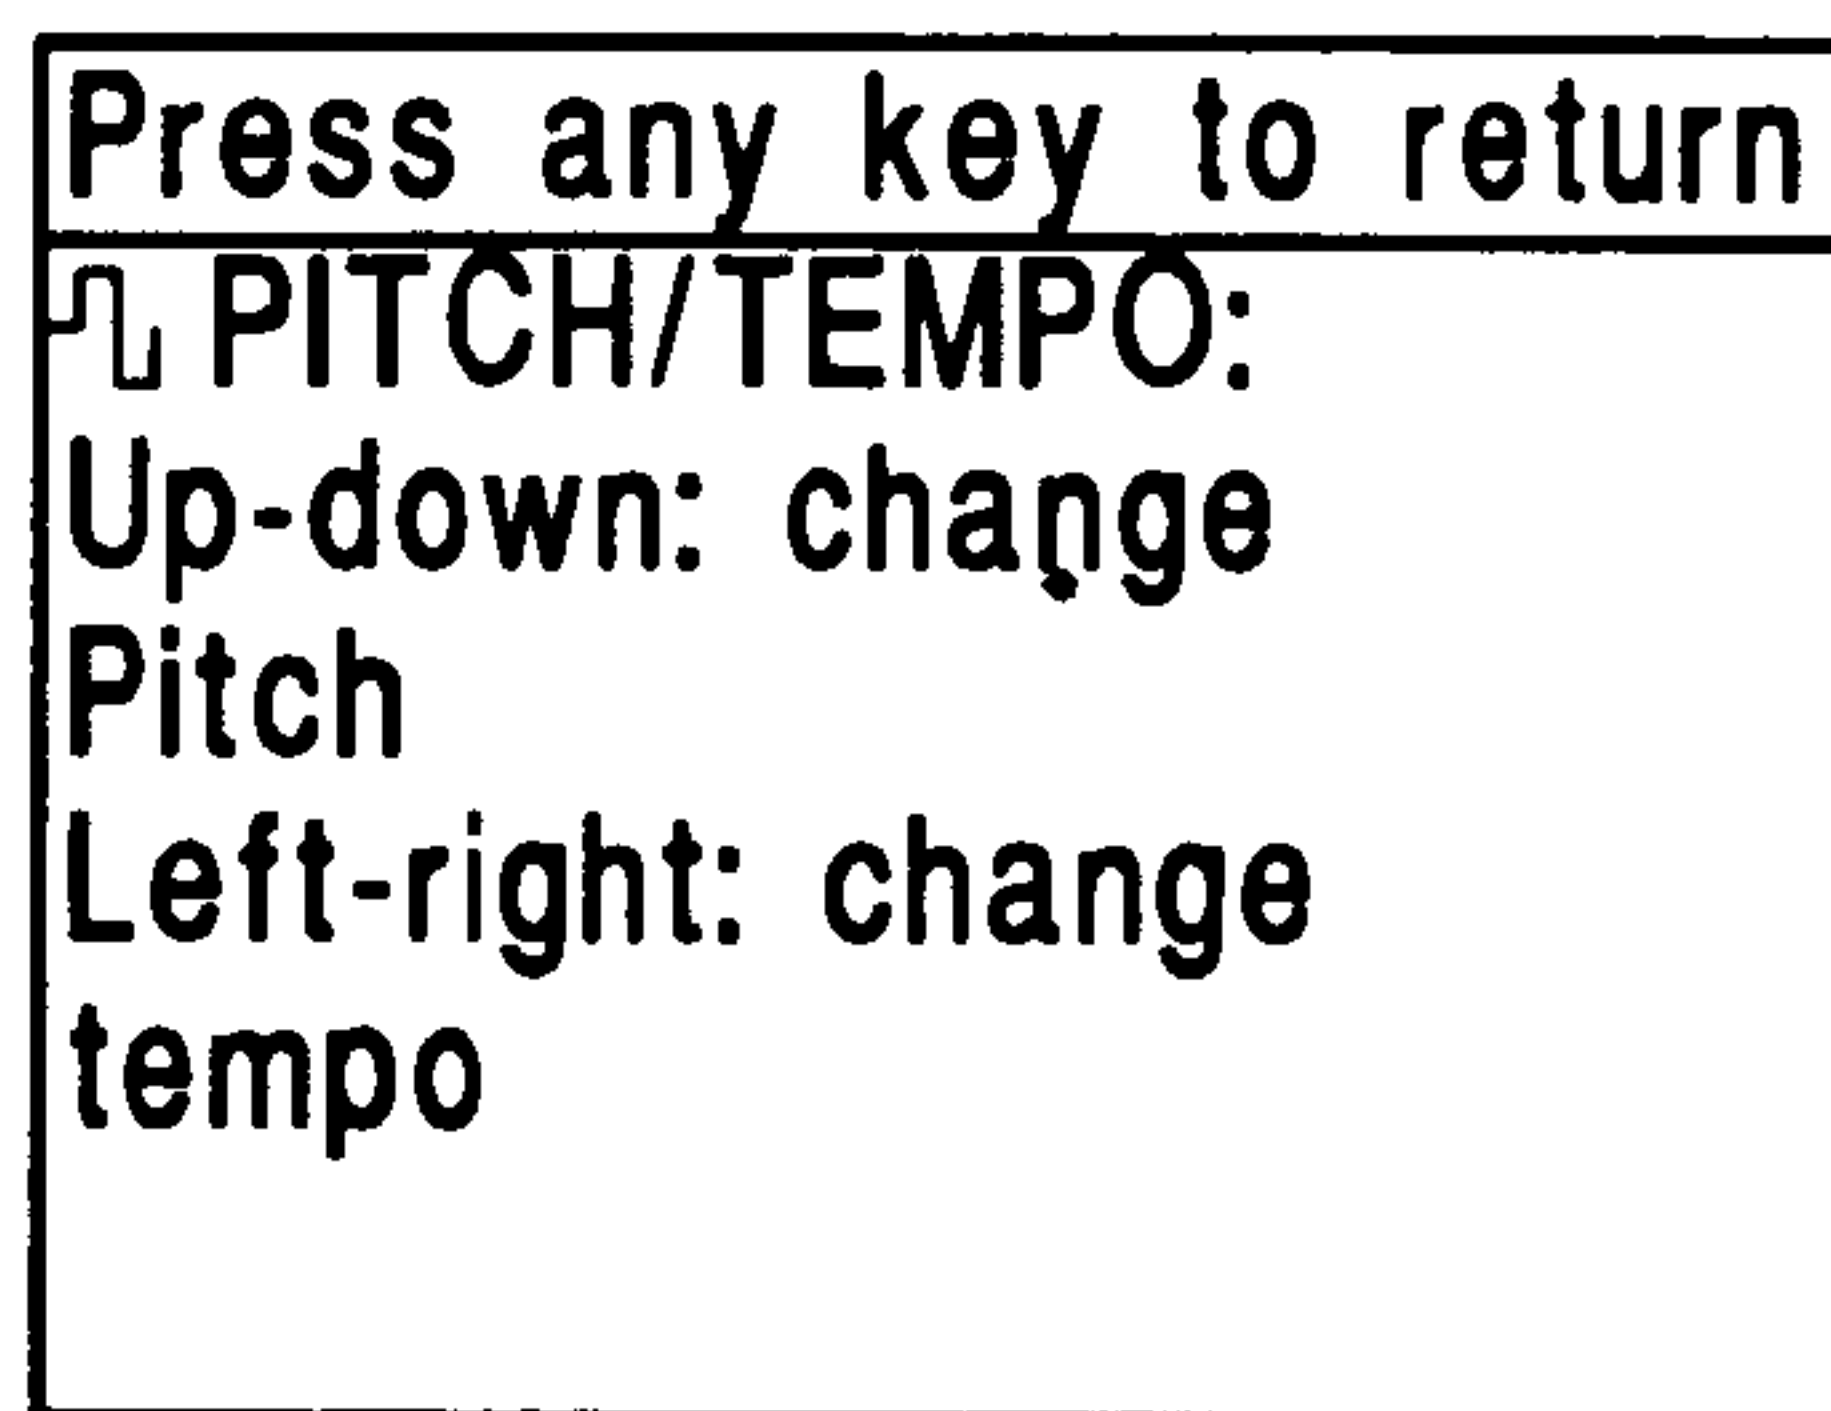 Press any key to return
PITCH/TEMPO:
Up-down: change
Pitch
Left-right: change
tempo